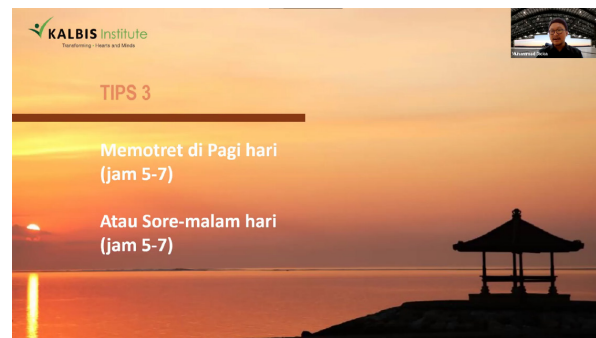 KALBIS Institute
Transforming - Hearts and Minds
TIPS 3
Memotret di Pagi hari
(jam 5-7)
Atau Sore-malam hari
(jam 5-7)